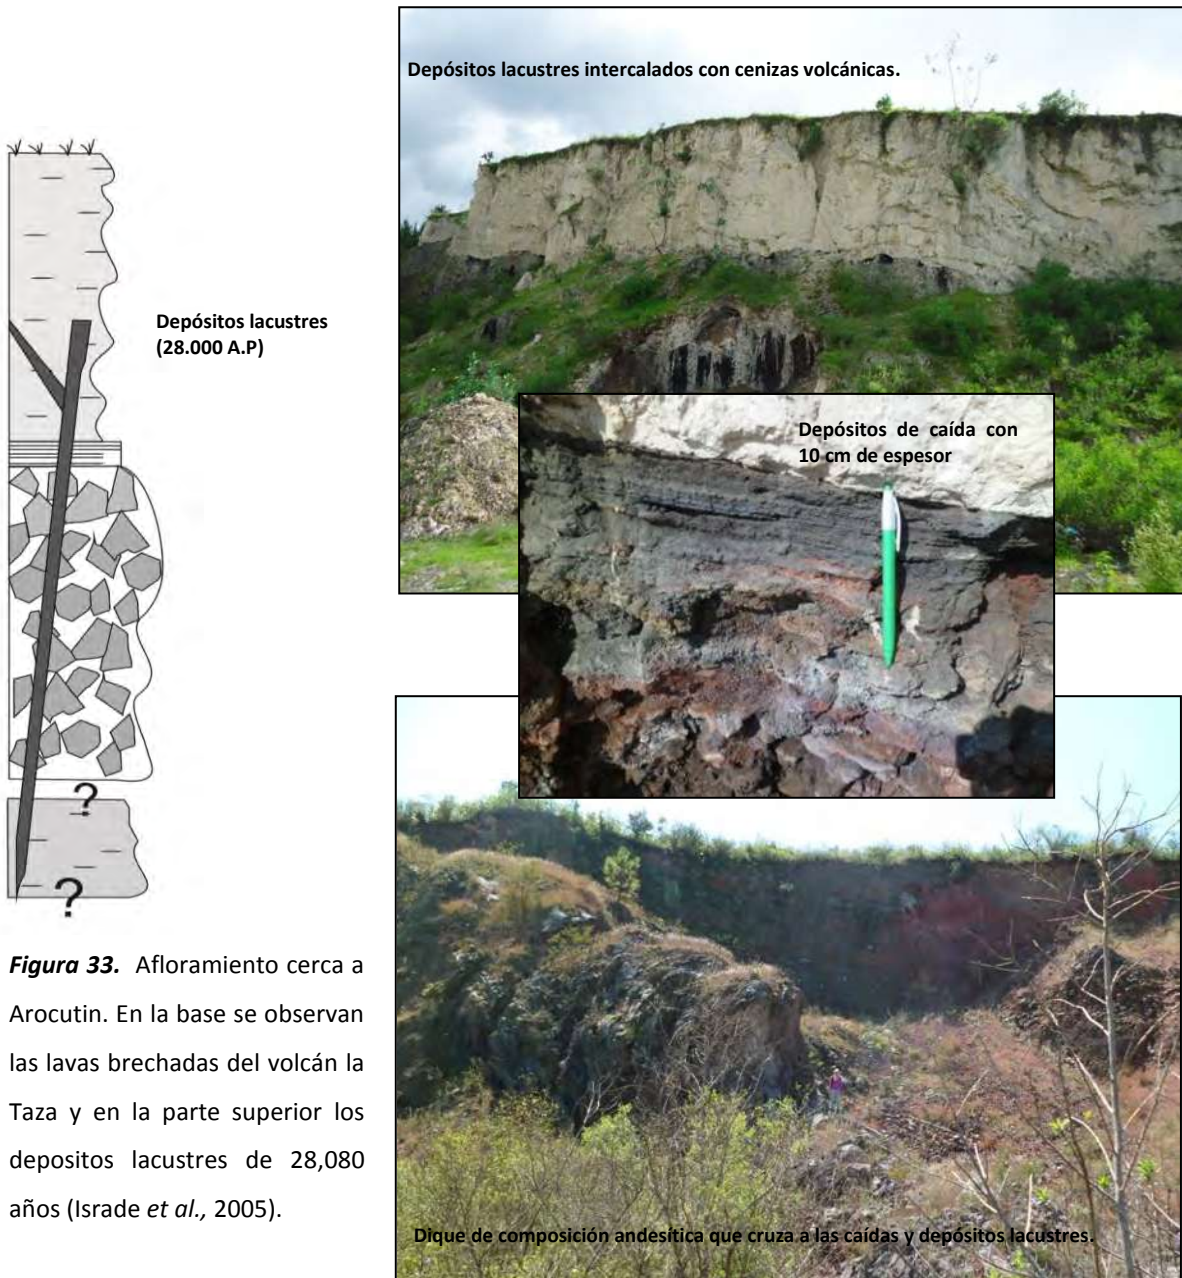 Depósitos lacustres intercalados con cenizas volcánicas.
Depósitos lacustres
(28.000 A.P)
Depósitos de caída con
10 cm de espesor
?
?
Figura 33. Afloramiento cerca a
Arocutin. En la base se observan
las lavas brechadas del volcán la
Taza y en la parte superior los
depositos lacustres de 28,080
años (Israde et al., 2005).
Dique de composición andesítica que cruza a las caídas y depósitos lacustres.